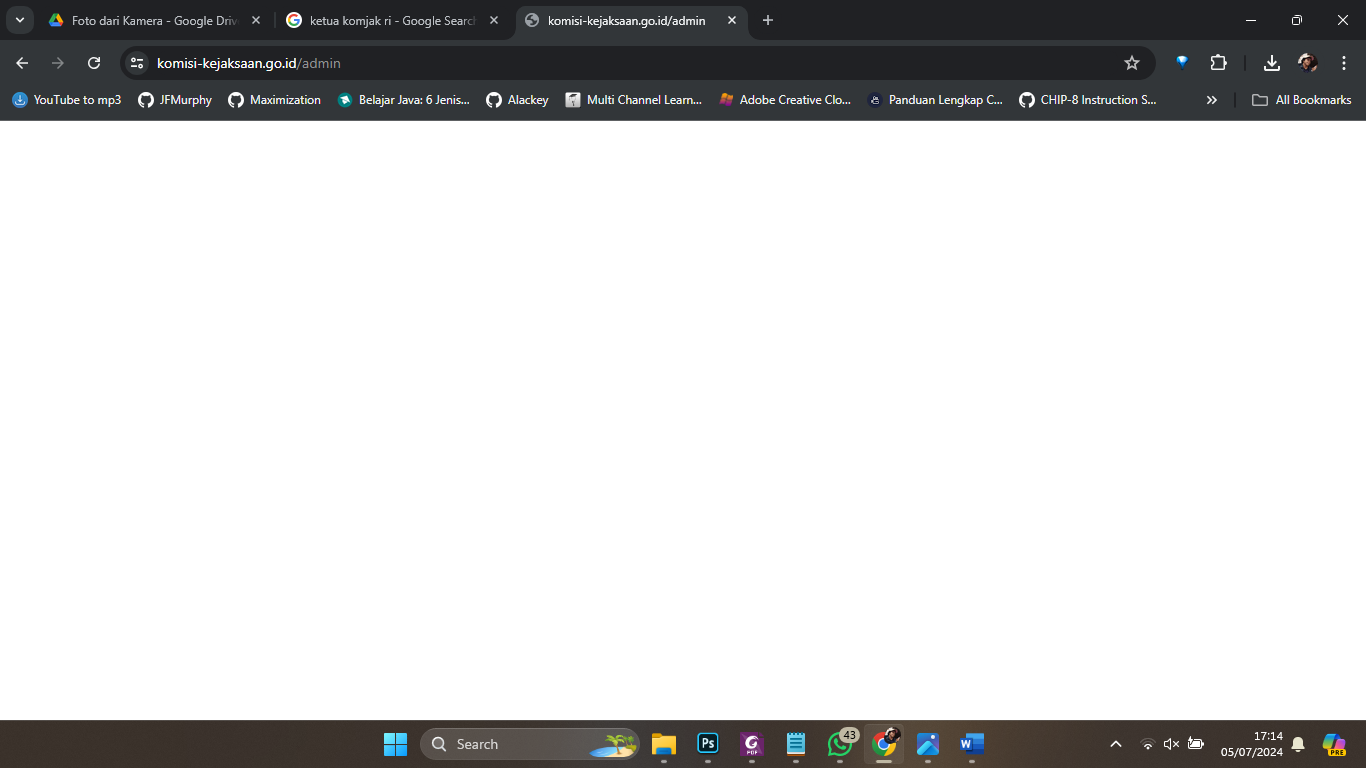 Foto dari Kamera - Google Driv
ketua komjak ri - Google Search
komisi-kejaksaan.go.id/admin
komisi-kejaksaan.go.id/admin
YouTube to mp3
JFMurphy
Maximization
Belajar Java: 6 Jenis...
Alackey
Multi Channel Learn...
Adobe Creative Clo...
Panduan Lengkap C...
CHIP-8 Instruction S...
All Bookmarks
Search
Ps
PDF
43
W
17:14
05/07/2024
PRE